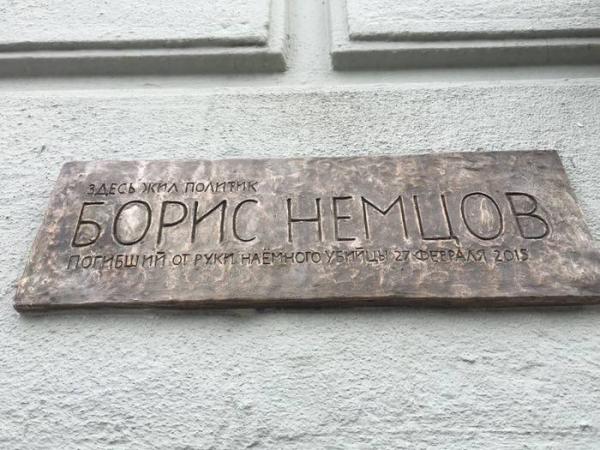 ЗДЕСЬ ЖИЛ ПОЛИТИК
БОРИС НЕМЦОВ
ПОГИБШИЙ ОТ РУКИ НАЁМНОГО УБИЙЦЫ 27 ФЕВРАЛЯ 2015